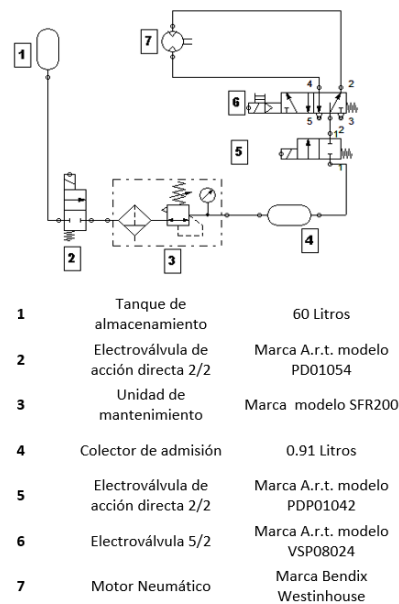 1
7
4
2
6
5
3
2
1
5
1
2
3
4
1
Tanque de
almacenamiento
60 Litros
2
Electroválvula de
acción directa 2/2
Marca A.r.t. modelo
PD01054
3
Unidad de
mantenimiento
Marca modelo SFR200
4
Colector de admisión
0.91 Litros
5
Electroválvula de
acción directa 2/2
Marca A.r.t. modelo
PDP01042
6
Electroválvula 5/2
Marca A.r.t. modelo
VSP08024
7
Motor Neumático
Marca Bendix
Westinhouse